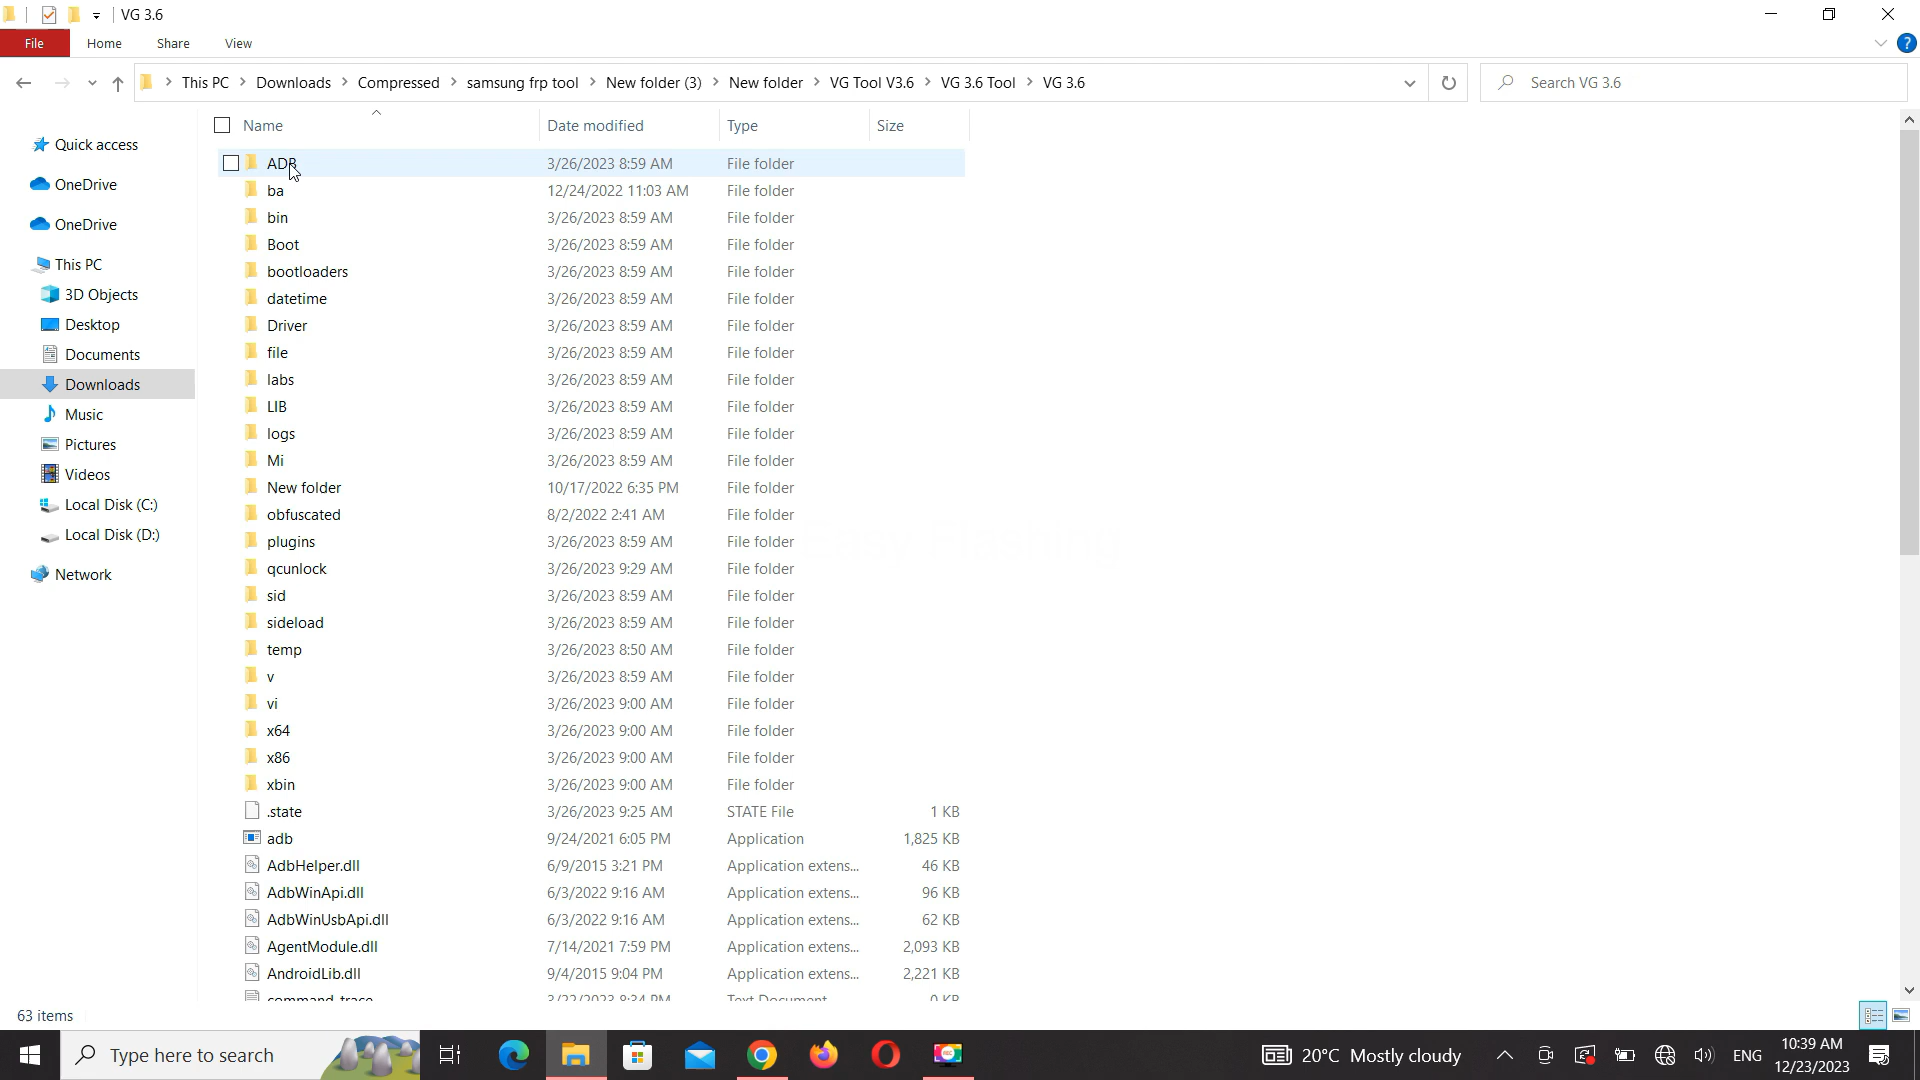 VG 3.6
File Home Share View
This PC Downloads Compressed samsung frp tool New folder (3) New folder VG Tool V3.6 VG 3.6 Tool VG 3.6 Search VG 3.6
Name Date modified Type Size
Quick access
OneDrive
OneDrive
This PC
3D Objects
Desktop
Documents
Downloads
Music
Pictures
Videos
Local Disk (C:)
Local Disk (D:)
Network
ADB 3/26/2023 8:59 AM File folder
ba 12/24/2022 11:03 AM File folder
bin 3/26/2023 8:59 AM File folder
Boot 3/26/2023 8:59 AM File folder
bootloaders 3/26/2023 8:59 AM File folder
datetime 3/26/2023 8:59 AM File folder
Driver 3/26/2023 8:59 AM File folder
file 3/26/2023 8:59 AM File folder
labs 3/26/2023 8:59 AM File folder
LIB 3/26/2023 8:59 AM File folder
logs 3/26/2023 8:59 AM File folder
Mi 3/26/2023 8:59 AM File folder
New folder 10/17/2022 6:35 PM File folder
obfuscated 8/2/2022 2:41 AM File folder
plugins 3/26/2023 8:59 AM File folder
qcunlock 3/26/2023 9:29 AM File folder
sid 3/26/2023 8:59 AM File folder
sideload 3/26/2023 8:59 AM File folder
temp 3/26/2023 8:50 AM File folder
v 3/26/2023 8:59 AM File folder
vi 3/26/2023 9:00 AM File folder
x64 3/26/2023 9:00 AM File folder
x86 3/26/2023 9:00 AM File folder
xbin 3/26/2023 9:00 AM File folder
.state 3/26/2023 9:25 AM STATE File 1 KB
adb 9/24/2021 6:05 PM Application 1,825 KB
AdbHelper.dll 6/9/2015 3:21 PM Application extens... 46 KB
AdbWinApi.dll 6/3/2022 9:16 AM Application extens... 96 KB
AdbWinUsbApi.dll 6/3/2022 9:16 AM Application extens... 62 KB
AgentModule.dll 7/14/2021 7:59 PM Application extens... 2,093 KB
AndroidLib.dll 9/4/2015 9:04 PM Application extens... 2,221 KB
command_trace 3/22/2023 8:34 PM Text Document 0 KB
Easy Flashing
63 items
Type here to search
20°C Mostly cloudy
ENG
10:39 AM
12/23/2023